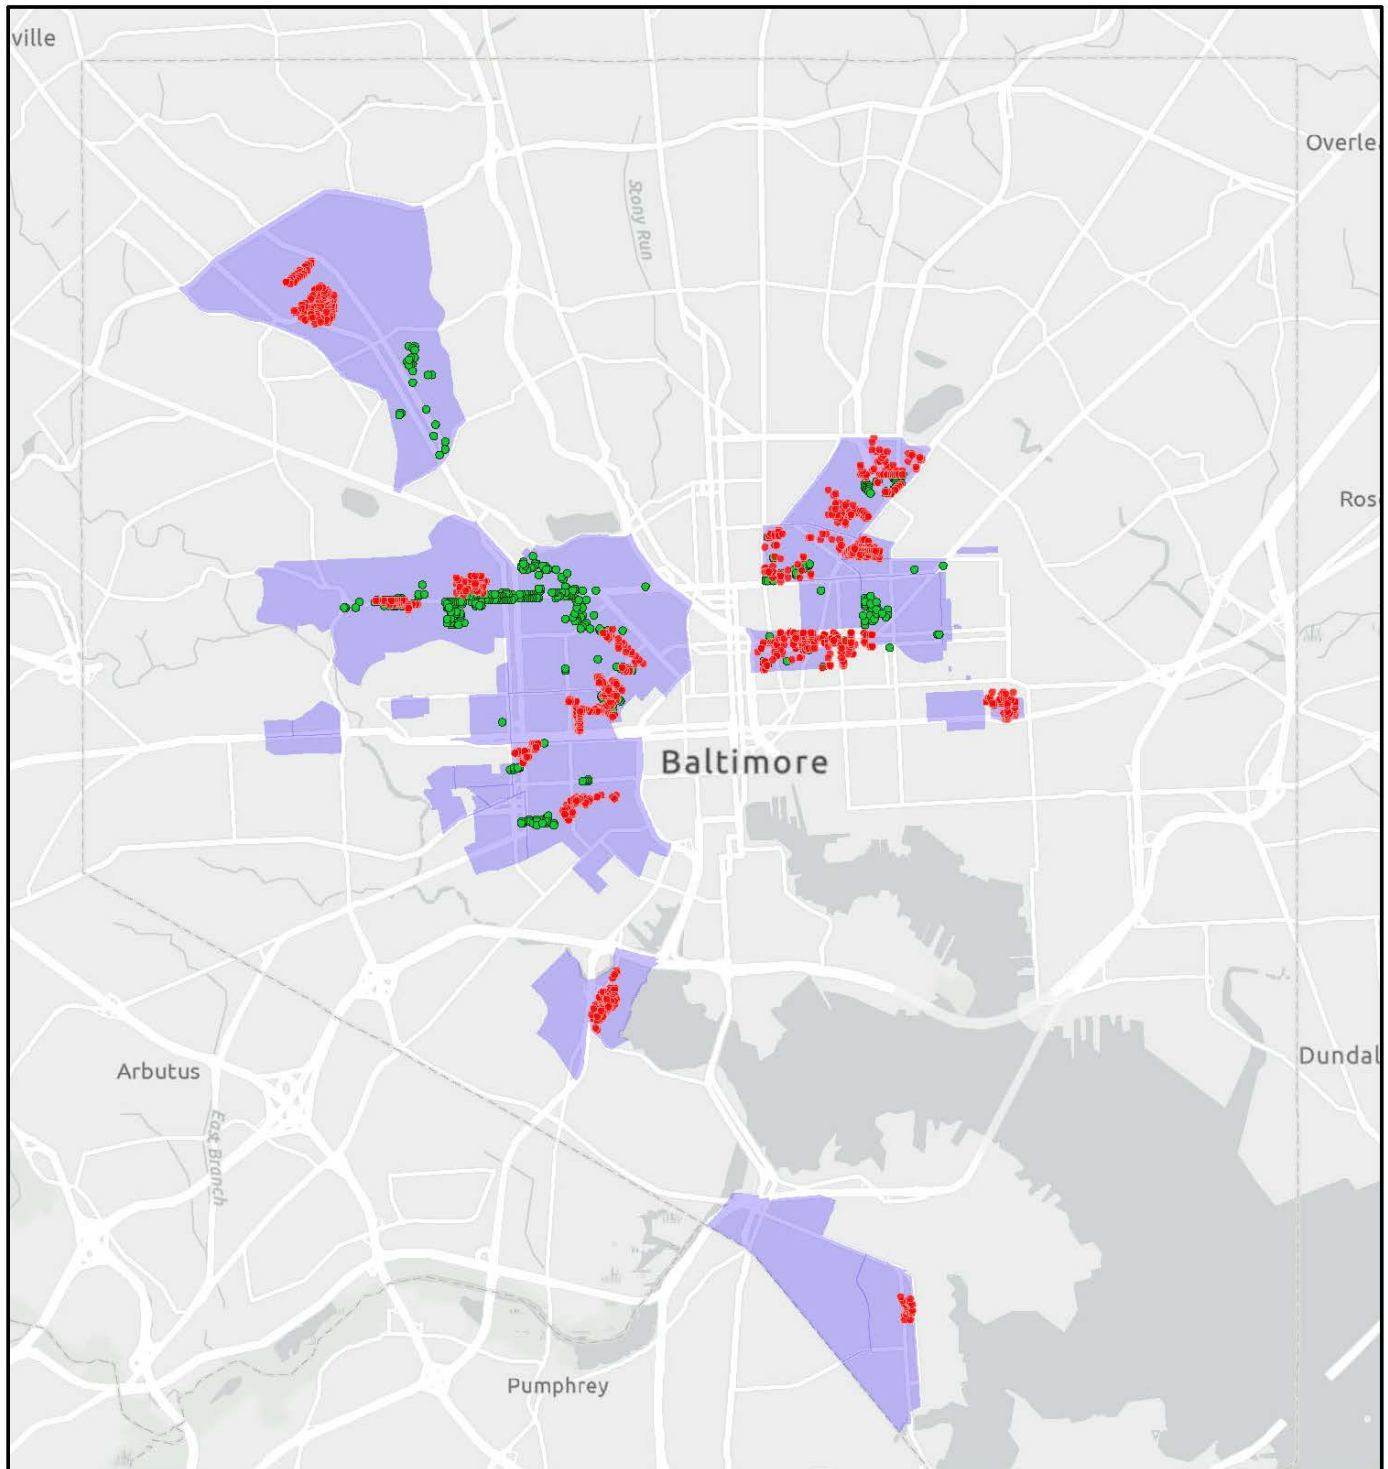 ville
Overle
Stony Run
Ros
Baltimore
Arbutus
Dundal
East Branch
Pumphrey